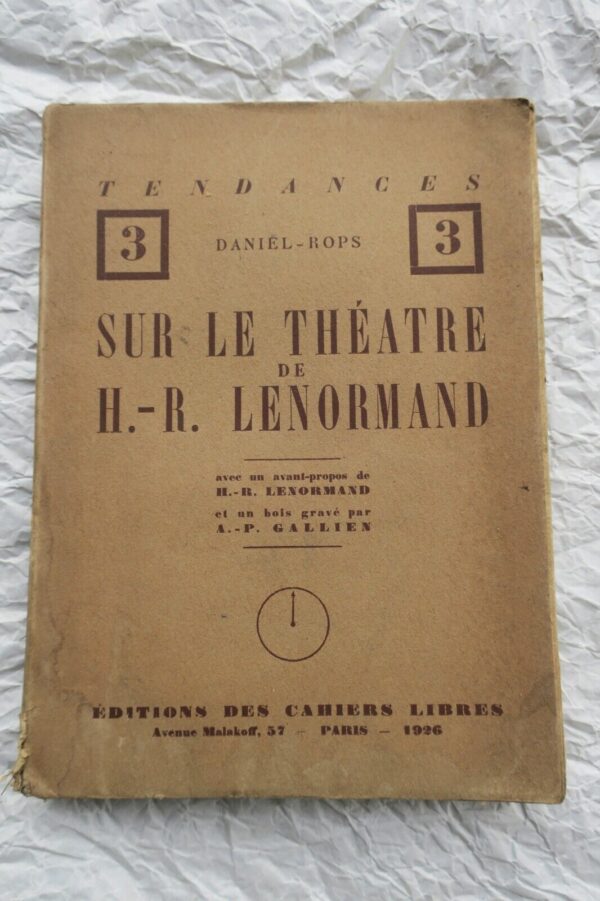 TENDANCES
3 DANIEL-ROPS 3
SUR LE THÉATRE
DE
H.-R. LENORMAND
avec un avant-propos de
H.-R. LENORMAND
et un bois gravé par
A.-P. GALLIEN
ÉDITIONS DES CAHIERS LIBRES
Avenue Malakoff, 57 — PARIS — 1926